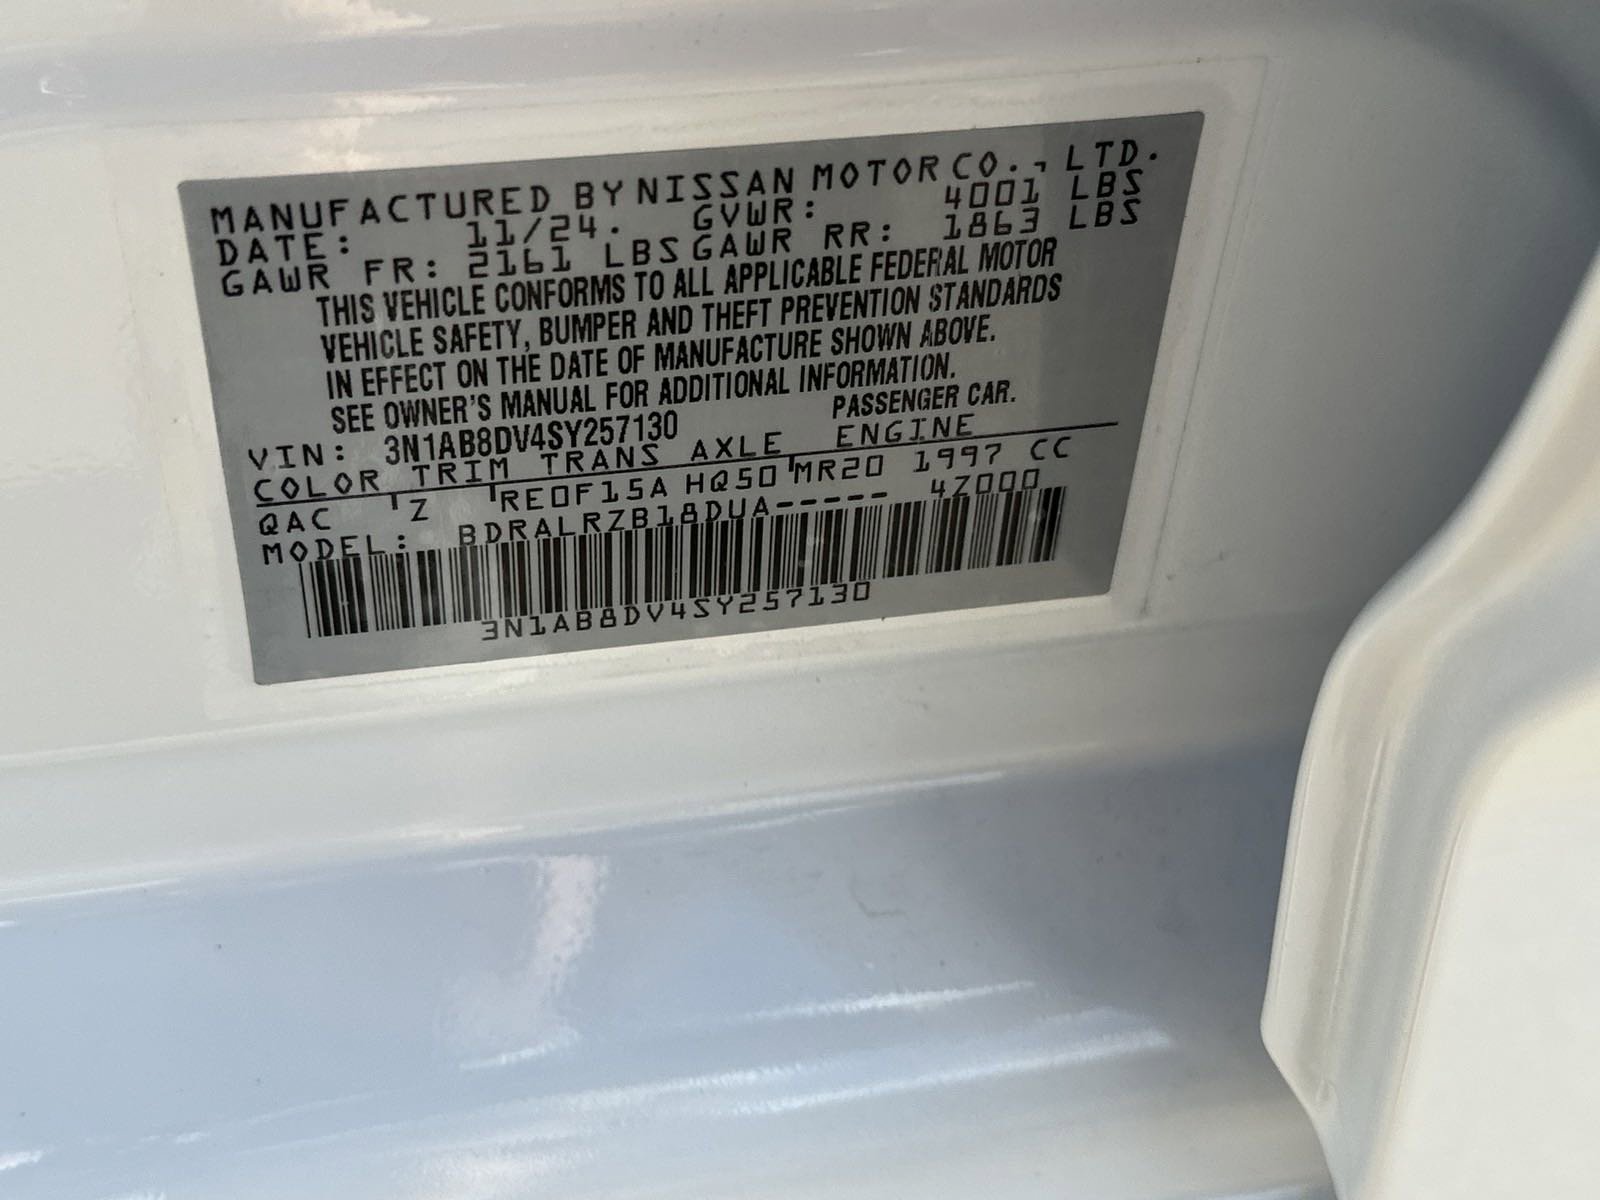 MANUFACTURED BY NISSAN MOTOR CO., LTD.
DATE: 11/24. GVWR: 4001 LBS
GAWR FR: 2161 LBS GAWR RR: 1863 LBS
THIS VEHICLE CONFORMS TO ALL APPLICABLE FEDERAL MOTOR
VEHICLE SAFETY, BUMPER AND THEFT PREVENTION STANDARDS
IN EFFECT ON THE DATE OF MANUFACTURE SHOWN ABOVE.
SEE OWNER'S MANUAL FOR ADDITIONAL INFORMATION.
VIN: 3N1AB8DV4SY257130 PASSENGER CAR.
COLOR TRIM TRANS AXLE ENGINE
QAC Z RE0F15A HQ50 MR20 1997 CC
MODEL: BDRALRZB18DUA----- 4Z000
3N1AB8DV4SY257130